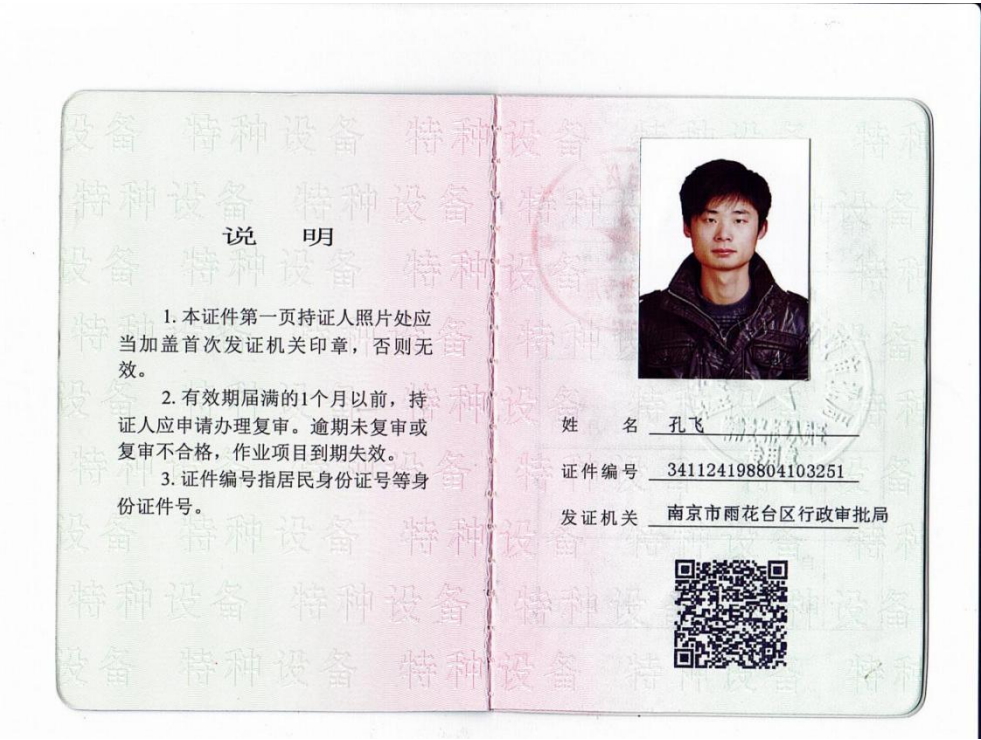 说 明
1. 本证件第一页持证人照片处应
当加盖首次发证机关印章，否则无
效。
2. 有效期届满的1个月以前，持
证人应申请办理复审。逾期未复审或
复审不合格，作业项目到期失效。
3. 证件编号指居民身份证号等身
份证件号。
姓 名 孔飞
证件编号 341124198804103251
发证机关 南京市雨花台区行政审批局
特种设备